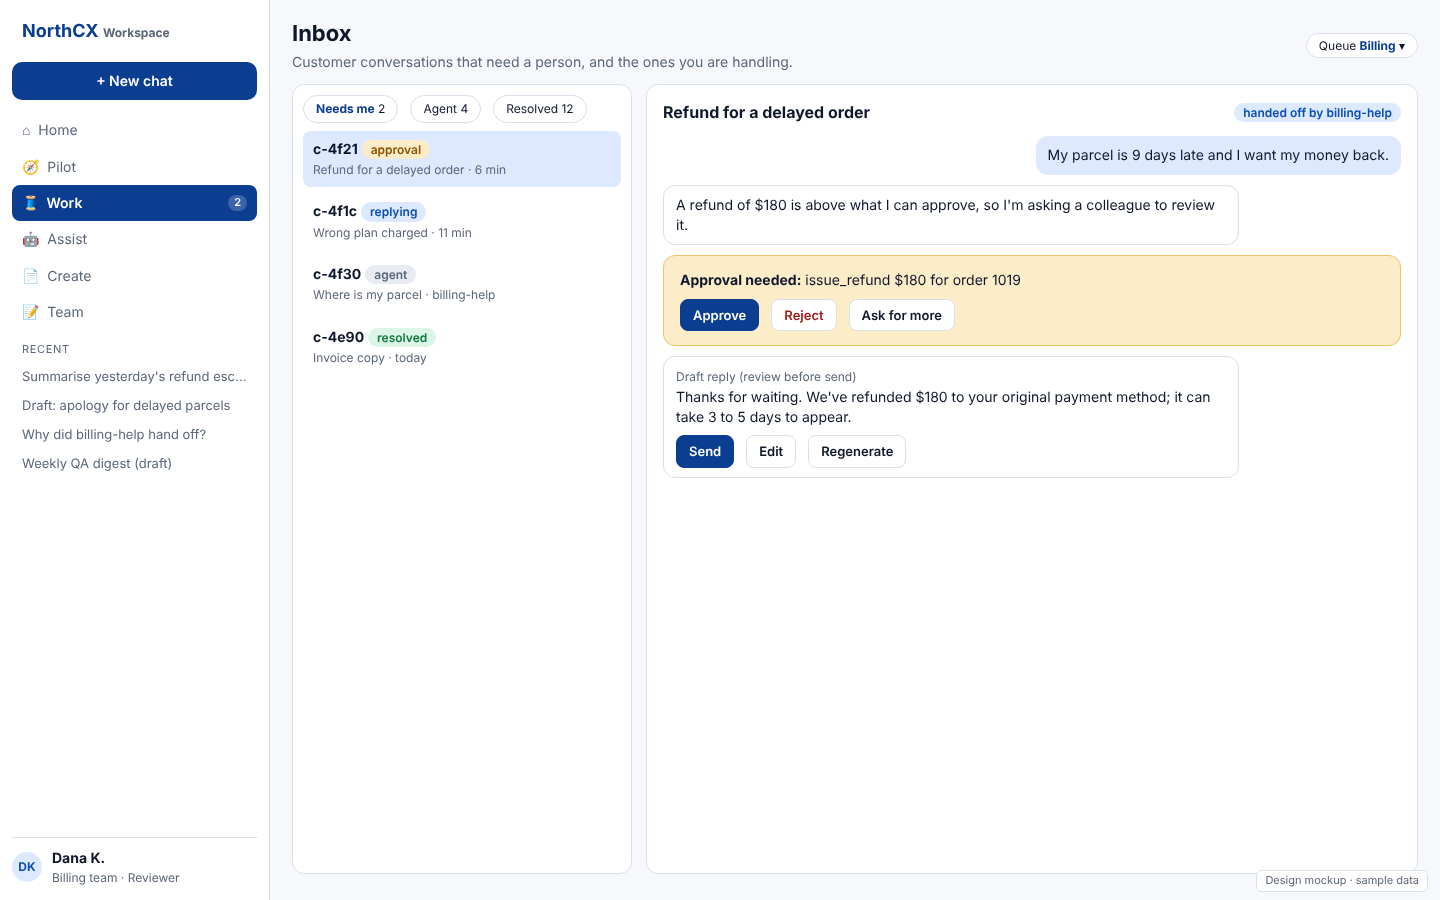 NorthCX Workspace
+ New chat
Home
Pilot
Work 2
Assist
Create
Team
RECENT
Summarise yesterday's refund esc...
Draft: apology for delayed parcels
Why did billing-help hand off?
Weekly QA digest (draft)
DK
Dana K.
Billing team · Reviewer
Inbox
Customer conversations that need a person, and the ones you are handling.
Queue Billing ▾
Needs me 2
Agent 4
Resolved 12
c-4f21 approval
Refund for a delayed order · 6 min
c-4f1c replying
Wrong plan charged · 11 min
c-4f30 agent
Where is my parcel · billing-help
c-4e90 resolved
Invoice copy · today
Refund for a delayed order
handed off by billing-help
My parcel is 9 days late and I want my money back.
A refund of $180 is above what I can approve, so I'm asking a colleague to review
it.
Approval needed: issue_refund $180 for order 1019
Approve
Reject
Ask for more
Draft reply (review before send)
Thanks for waiting. We've refunded $180 to your original payment method; it can
take 3 to 5 days to appear.
Send
Edit
Regenerate
Design mockup · sample data